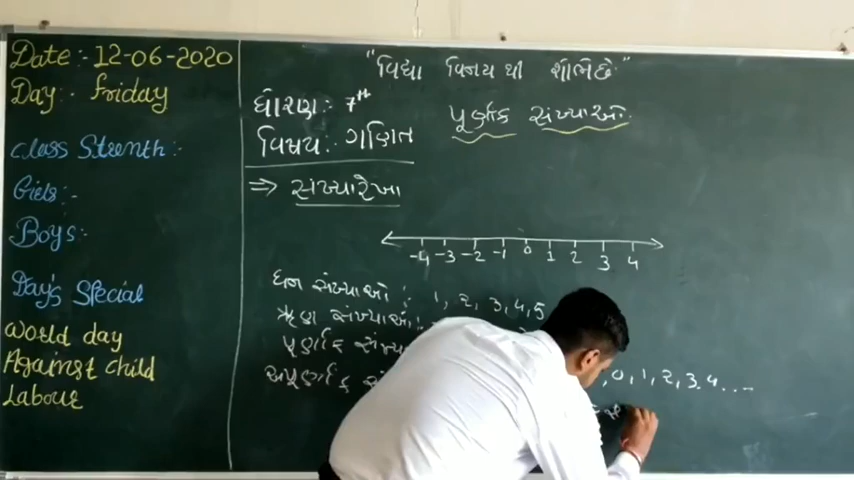 Date :- 12-06-2020
Day:- friday
Class Steenth :-
Girls:-
Boys:-
Day's Special
World day
Against child
Labour
"વિદ્યા વિનય થી શોભે છે."
ધોરણ :- 7th
વિષય :- ગણિત
પૂર્ણાંક સંખ્યાઓ
⇒ સંખ્યારેખા
-4 -3 -2 -1 0 1 2 3 4
ધન સંખ્યાઓ : 1, 2, 3, 4, 5
ઋણ સંખ્યાઓ :
પૂર્ણાંક
અપૂર્ણાંક
, 0, 1, 2, 3, 4 . . . .